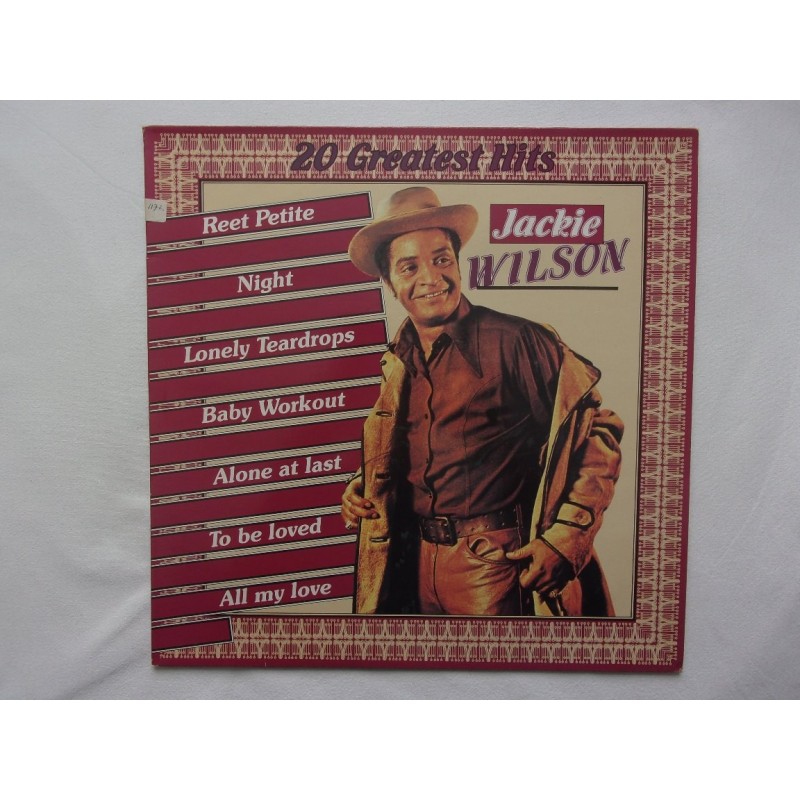 20 Greatest Hits
Jackie
WILSON
Reet Petite
Night
Lonely Teardrops
Baby Workout
Alone at last
To be loved
All my love